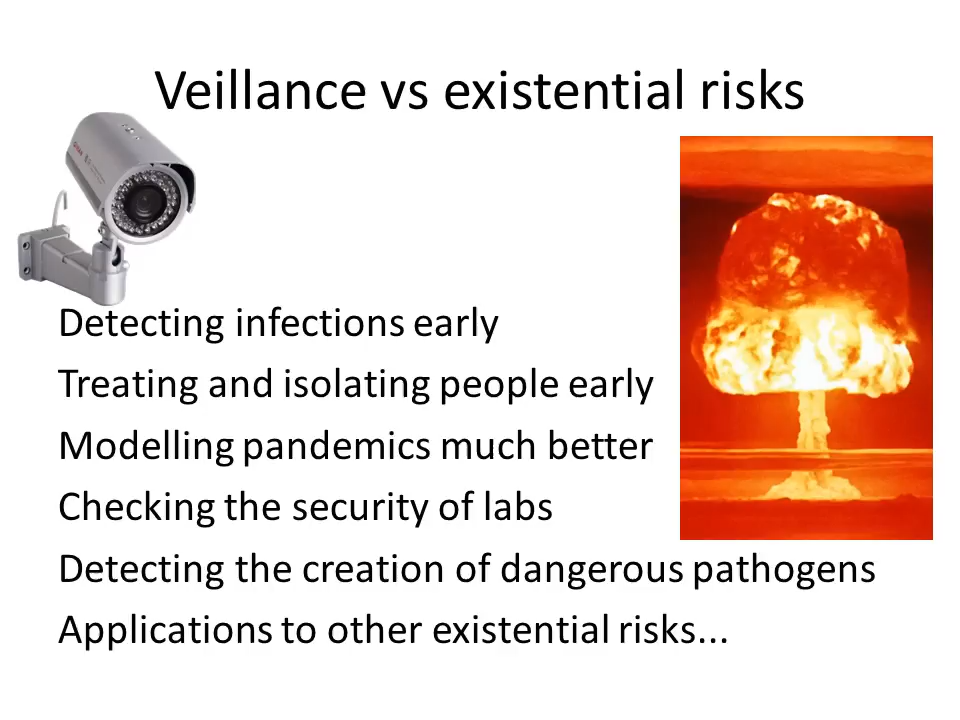 Veillance vs existential risks
Detecting infections early
Treating and isolating people early
Modelling pandemics much better
Checking the security of labs
Detecting the creation of dangerous pathogens
Applications to other existential risks...